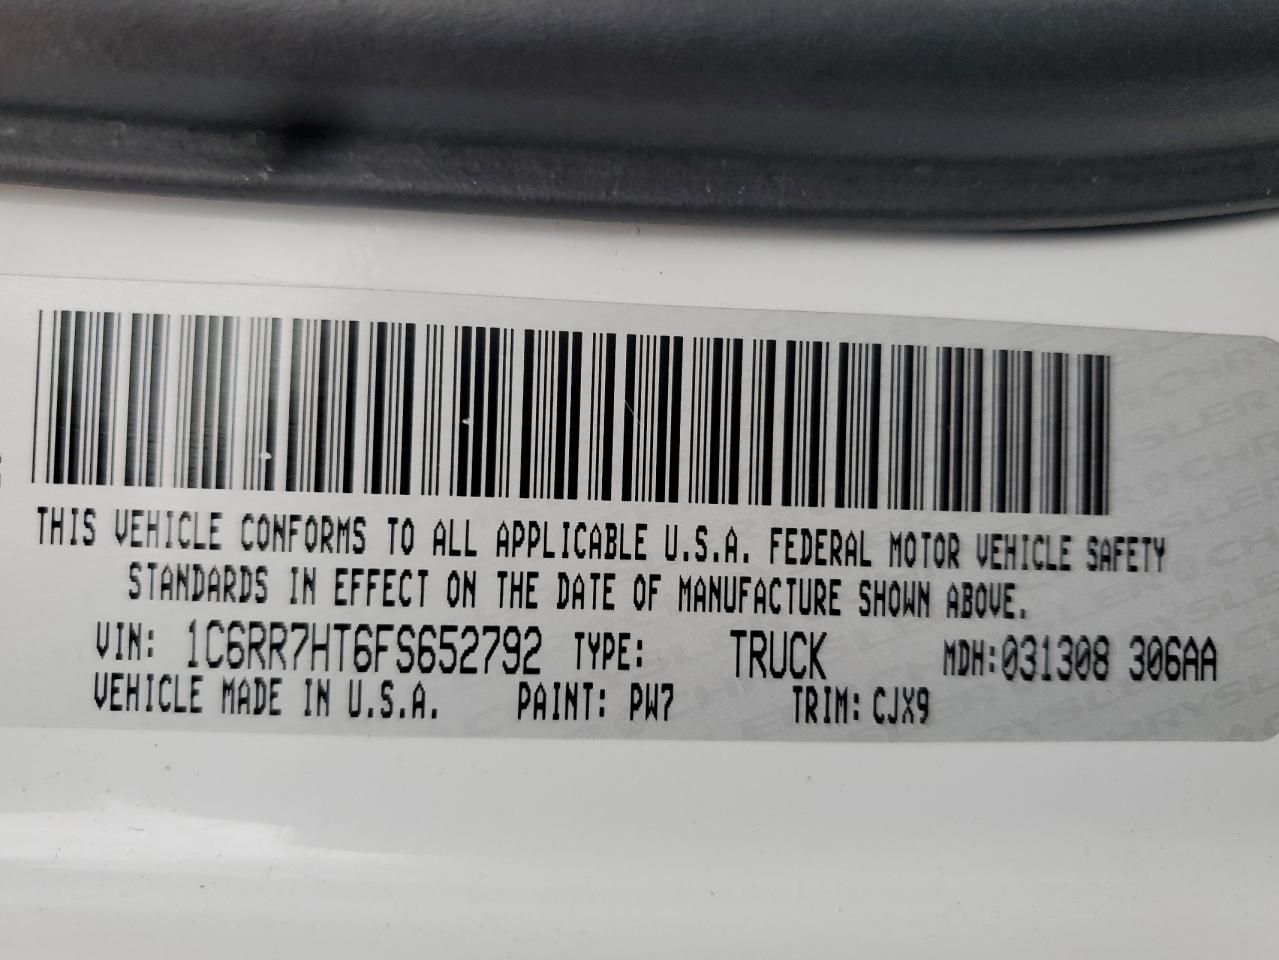 THIS VEHICLE CONFORMS TO ALL APPLICABLE U.S.A. FEDERAL MOTOR VEHICLE SAFETY
STANDARDS IN EFFECT ON THE DATE OF MANUFACTURE SHOWN ABOVE.
VIN: 1C6RR7HT6FS652792 TYPE: TRUCK MDH:031308 306AA
VEHICLE MADE IN U.S.A. PAINT: PW7 TRIM: CJX9